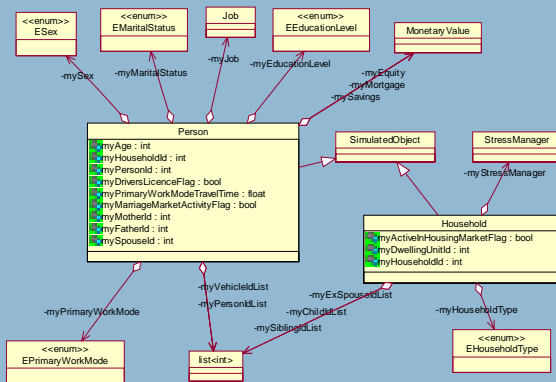 <<enum>>
ESex
<<enum>>
EMaritalStatus
Job
<<enum>>
EEducationLevel
MonetaryValue
-mySex
-myMaritalStatus
-myJob
-myEducationLevel
-myEquity
-myMortgage
-mySavings
Person
myAge : int
myHouseholdId : int
myPersonId : int
myDriversLicenceFlag : bool
myPrimaryWorkModeTravelTime : float
myMarriageMarketActivityFlag : bool
myMotherId : int
myFatherId : int
mySpouseId : int
SimulatedObject
StressManager
-myStressManager
Household
myActiveInHousingMarketFlag : bool
myDwellingUnitId : int
myHouseholdId : int
-myPrimaryWorkMode
-myVehicleIdList
-myPersonIdList
-myExSpouseIdList
-myChildIdList
-mySiblingIdList
-myHouseholdType
<<enum>>
EPrimaryWorkMode
list<int>
<<enum>>
EHouseholdType